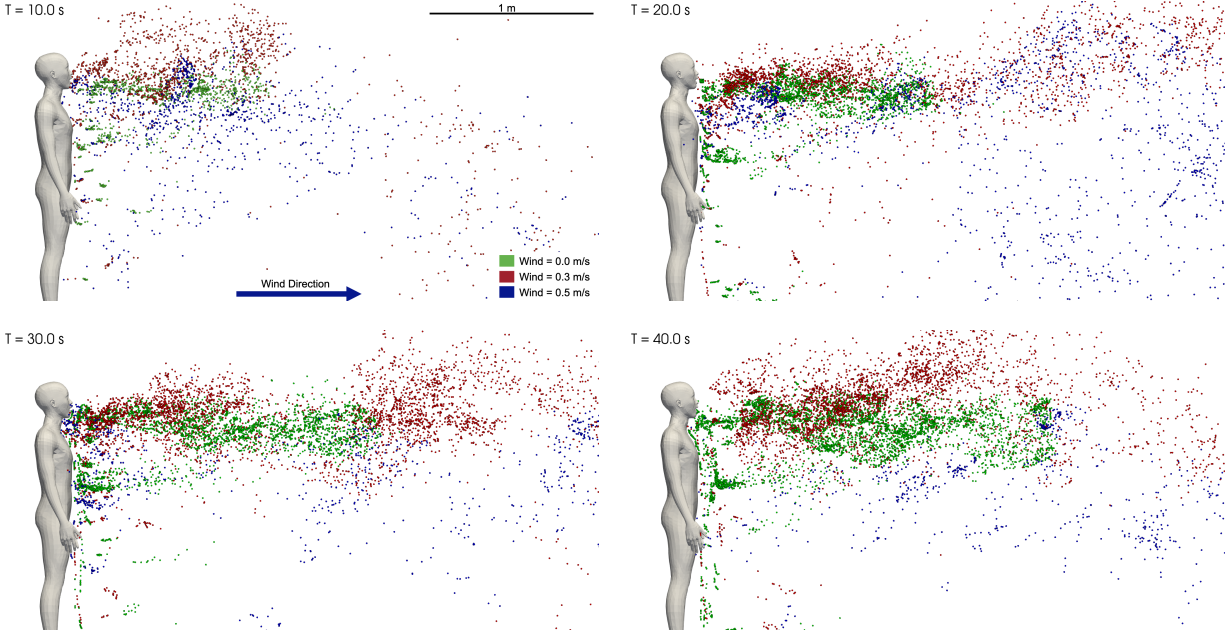 T = 10.0 s
1 m
T = 20.0 s
Wind = 0.0 m/s
Wind = 0.3 m/s
Wind = 0.5 m/s
Wind Direction
T = 30.0 s
T = 40.0 s